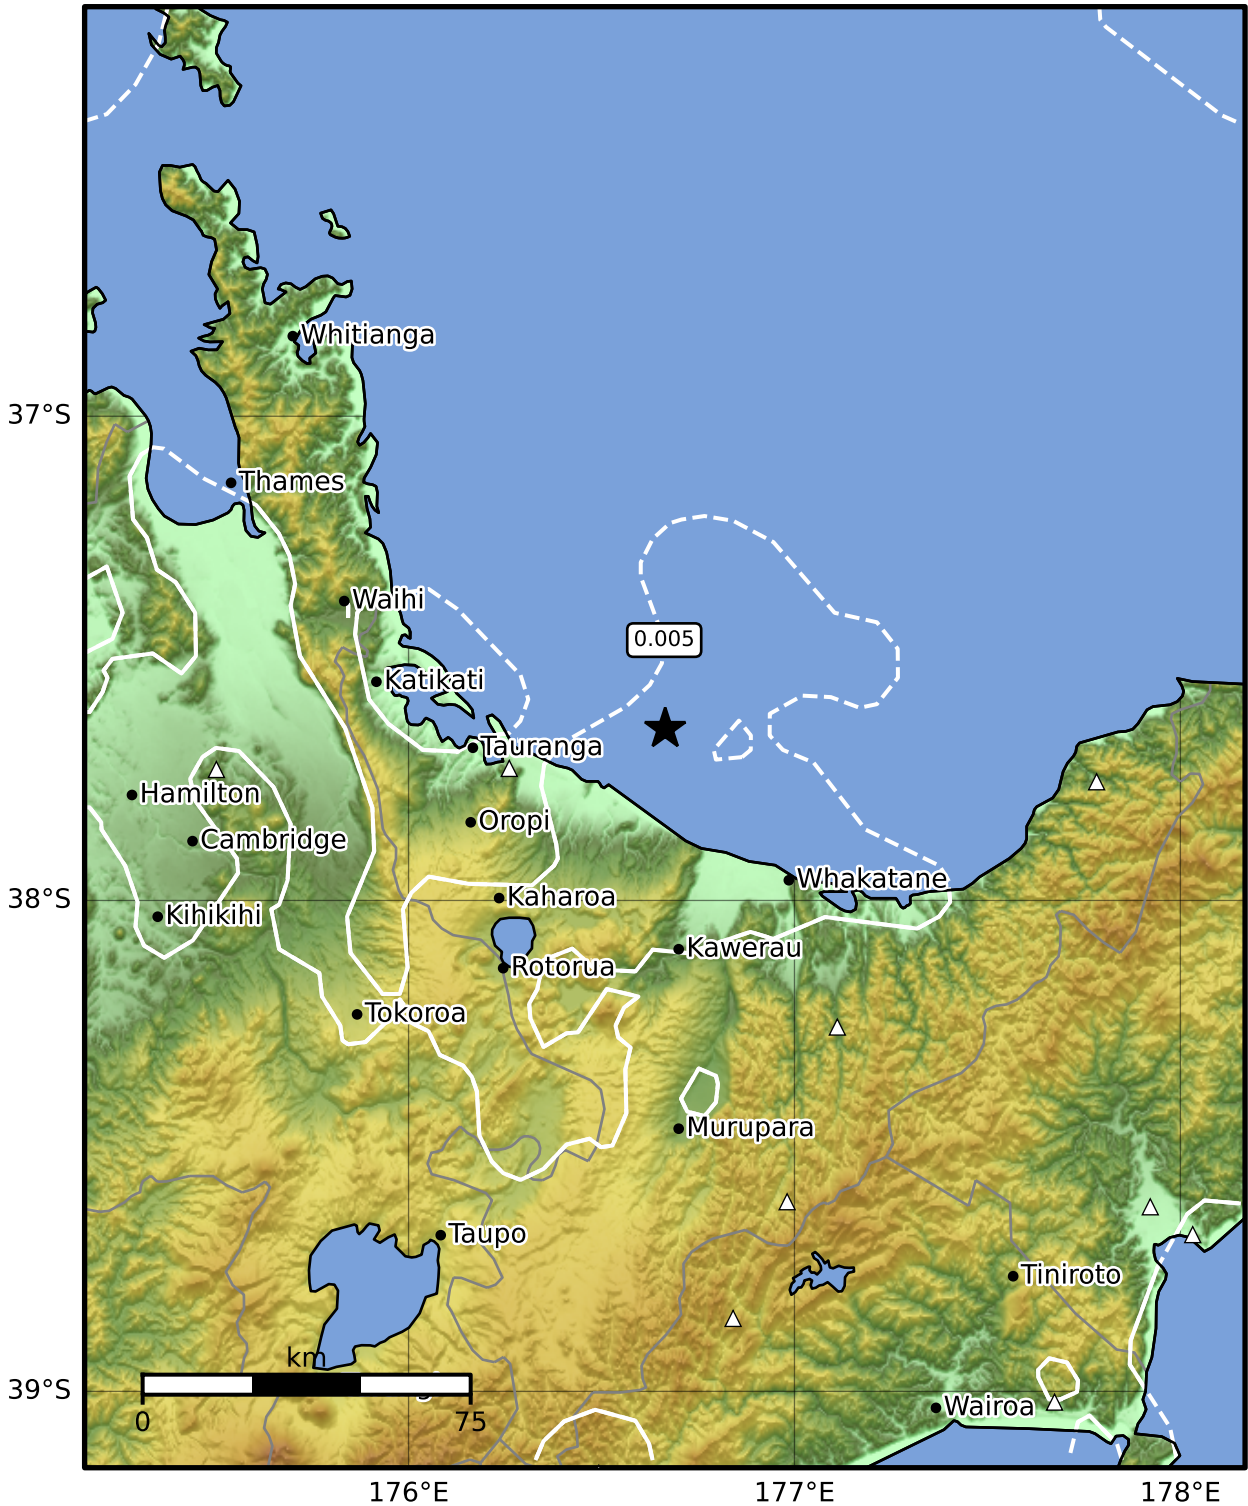 Whitianga
37°S
Thames
Waihi
0.005
Katikati
Tauranga
Hamilton
Oropi
Cambridge
Whakatane
38°S
Kaharoa
Kihikihi
Kawerau
Rotorua
Tokoroa
Murupara
Taupo
Tiniroto
km
39°S
Wairoa
0
75
176°E
177°E
178°E